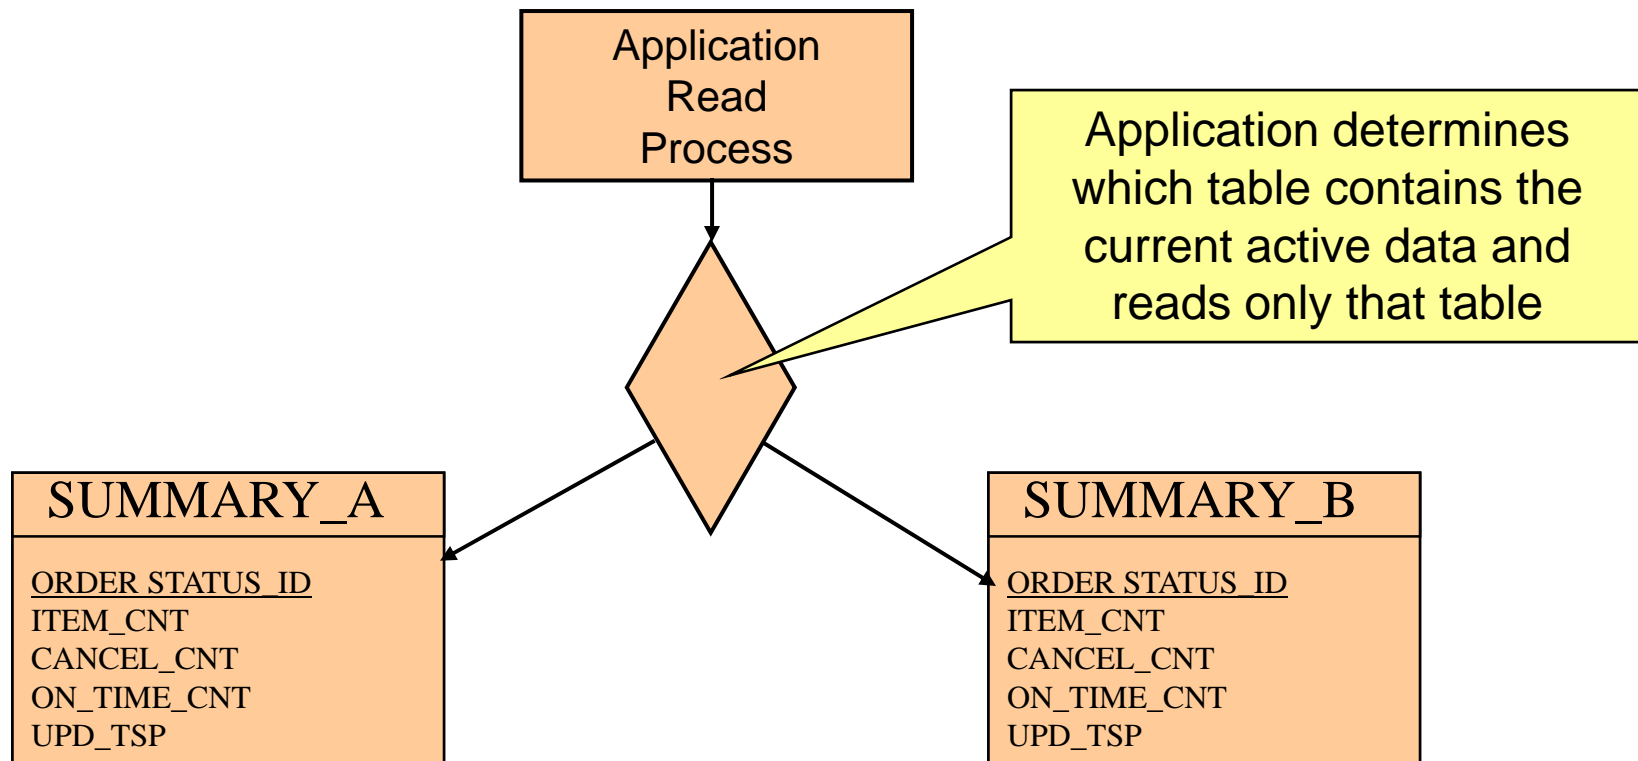 Application
Read
Process
Application determines
which table contains the
current active data and
reads only that table
SUMMARY_A
ORDER STATUS_ID
ITEM_CNT
CANCEL_CNT
ON_TIME_CNT
UPD_TSP
SUMMARY_B
ORDER STATUS_ID
ITEM_CNT
CANCEL_CNT
ON_TIME_CNT
UPD_TSP